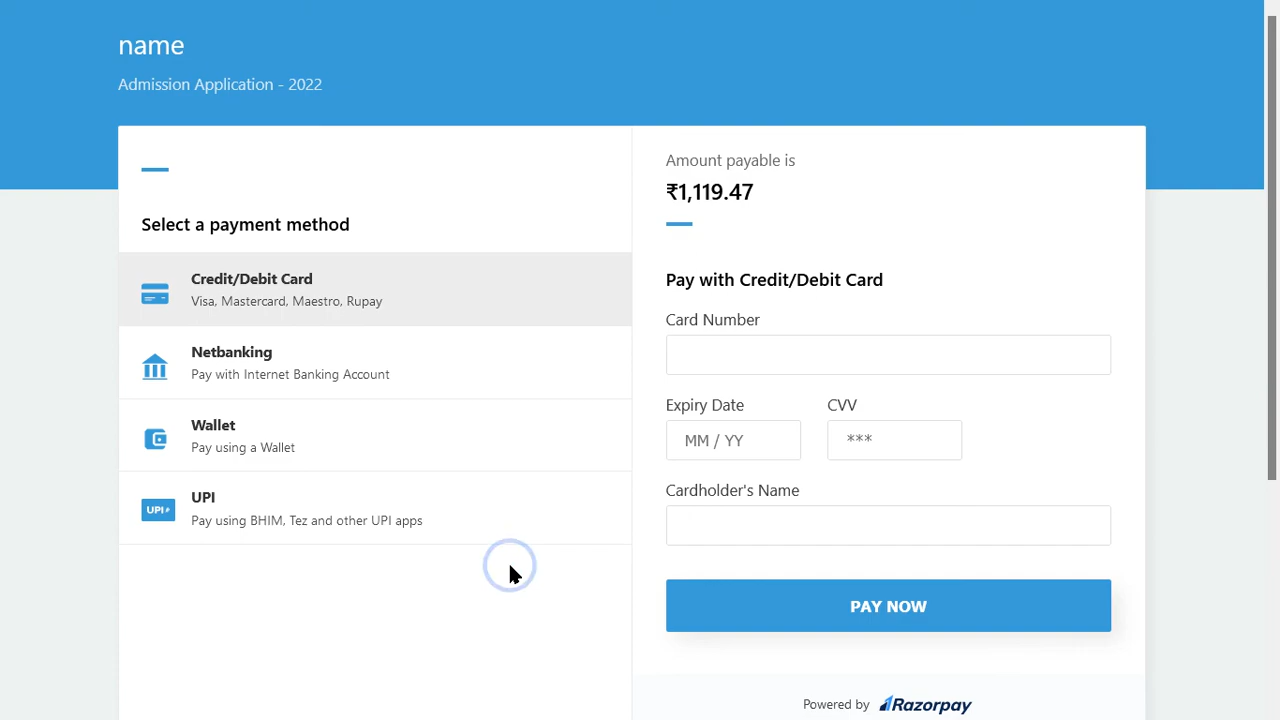 name
Admission Application - 2022
Select a payment method
Credit/Debit Card
Visa, Mastercard, Maestro, Rupay
Netbanking
Pay with Internet Banking Account
Wallet
Pay using a Wallet
UPI
UPI
Pay using BHIM, Tez and other UPI apps
Amount payable is
₹1,119.47
Pay with Credit/Debit Card
Card Number
Expiry Date CVV
MM / YY ***
Cardholder's Name
PAY NOW
Powered by Razorpay